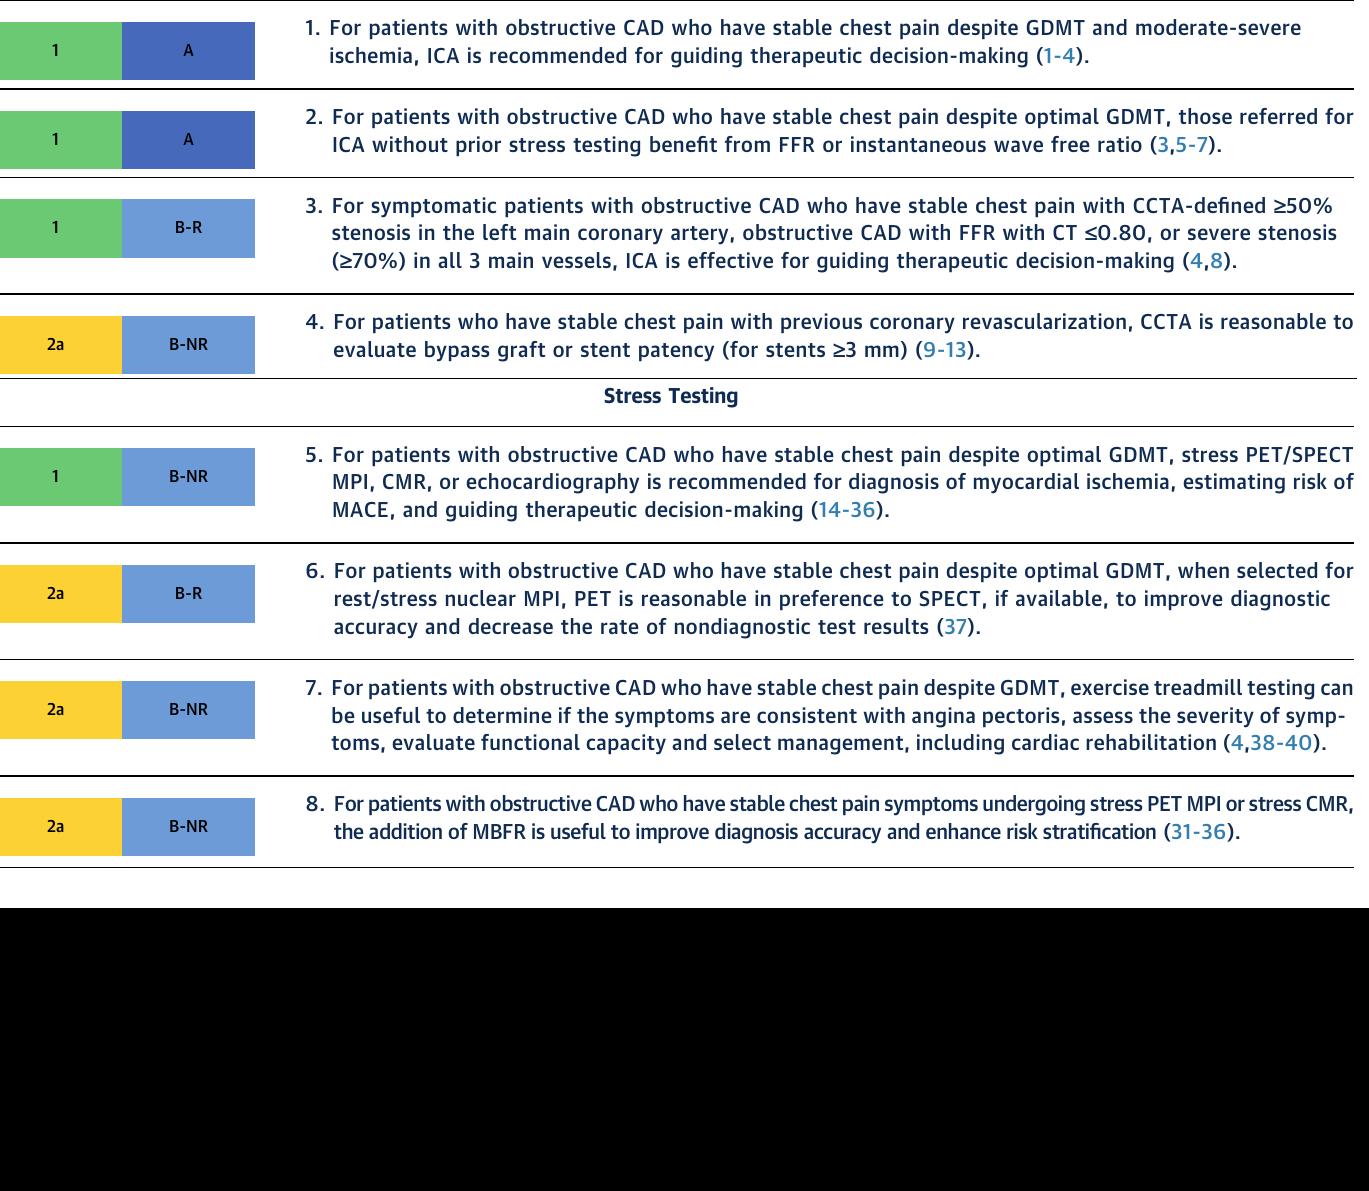 1 A 1. For patients with obstructive CAD who have stable chest pain despite GDMT and moderate-severe
ischemia, ICA is recommended for guiding therapeutic decision-making (1-4).
1 A 2. For patients with obstructive CAD who have stable chest pain despite optimal GDMT, those referred for
ICA without prior stress testing benefit from FFR or instantaneous wave free ratio (3,5-7).
1 B-R 3. For symptomatic patients with obstructive CAD who have stable chest pain with CCTA-defined ≥50%
stenosis in the left main coronary artery, obstructive CAD with FFR with CT ≤0.80, or severe stenosis
(≥70%) in all 3 main vessels, ICA is effective for guiding therapeutic decision-making (4,8).
2a B-NR 4. For patients who have stable chest pain with previous coronary revascularization, CCTA is reasonable to
evaluate bypass graft or stent patency (for stents ≥3 mm) (9-13).
Stress Testing
1 B-NR 5. For patients with obstructive CAD who have stable chest pain despite optimal GDMT, stress PET/SPECT
MPI, CMR, or echocardiography is recommended for diagnosis of myocardial ischemia, estimating risk of
MACE, and guiding therapeutic decision-making (14-36).
2a B-R 6. For patients with obstructive CAD who have stable chest pain despite optimal GDMT, when selected for
rest/stress nuclear MPI, PET is reasonable in preference to SPECT, if available, to improve diagnostic
accuracy and decrease the rate of nondiagnostic test results (37).
2a B-NR 7. For patients with obstructive CAD who have stable chest pain despite GDMT, exercise treadmill testing can
be useful to determine if the symptoms are consistent with angina pectoris, assess the severity of symp-
toms, evaluate functional capacity and select management, including cardiac rehabilitation (4,38-40).
2a B-NR 8. For patients with obstructive CAD who have stable chest pain symptoms undergoing stress PET MPI or stress CMR,
the addition of MBFR is useful to improve diagnosis accuracy and enhance risk stratification (31-36).